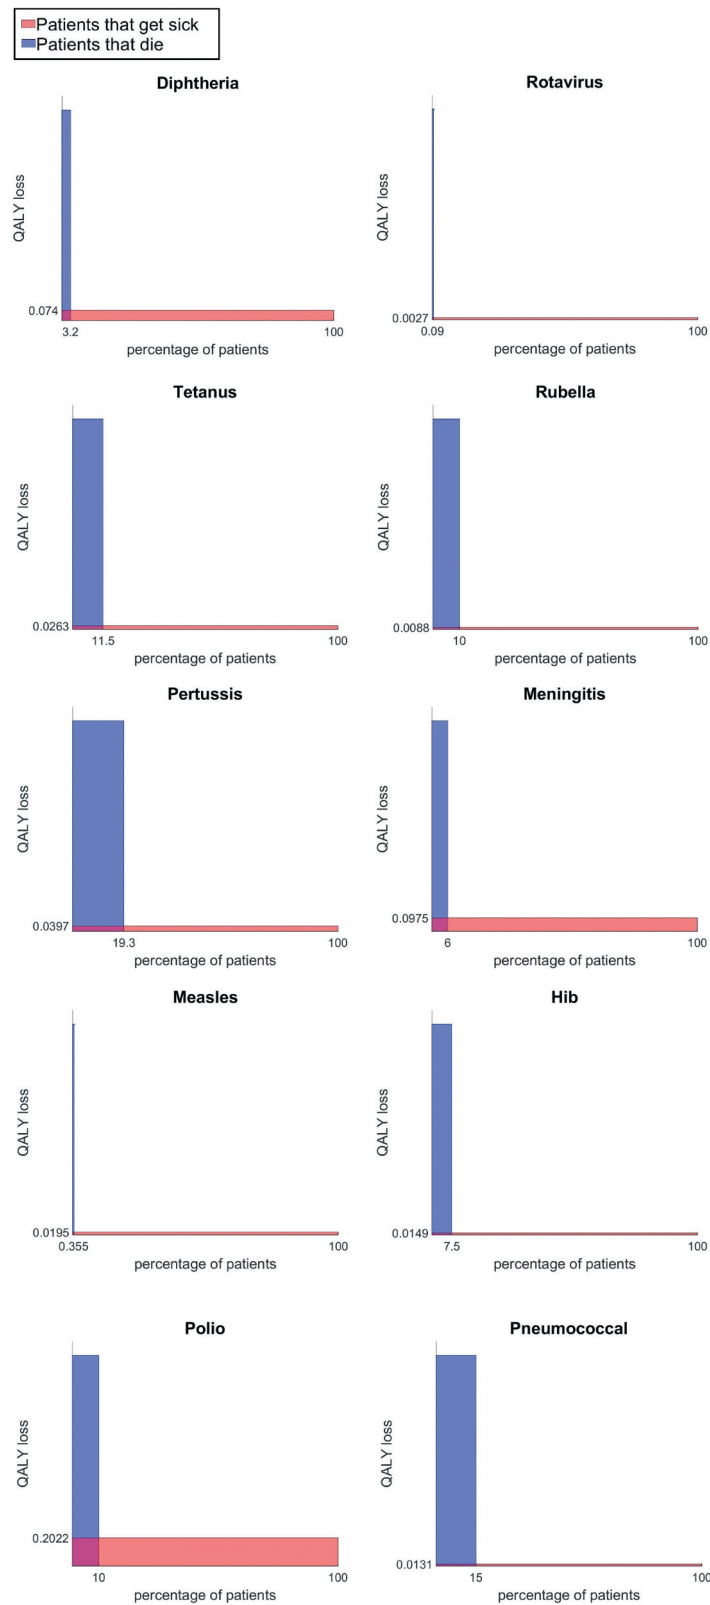 Patients that get sick
Patients that die
Diphtheria
QALY loss
0.074
3.2
100
percentage of patients
Rotavirus
QALY loss
0.0027
0.09
100
percentage of patients
Tetanus
QALY loss
0.0263
11.5
100
percentage of patients
Rubella
QALY loss
0.0088
10
100
percentage of patients
Pertussis
QALY loss
0.0397
19.3
100
percentage of patients
Meningitis
QALY loss
0.0975
6
100
percentage of patients
Measles
QALY loss
0.0195
0.355
100
percentage of patients
Hib
QALY loss
0.0149
7.5
100
percentage of patients
Polio
QALY loss
0.2022
10
100
percentage of patients
Pneumococcal
QALY loss
0.0131
15
100
percentage of patients